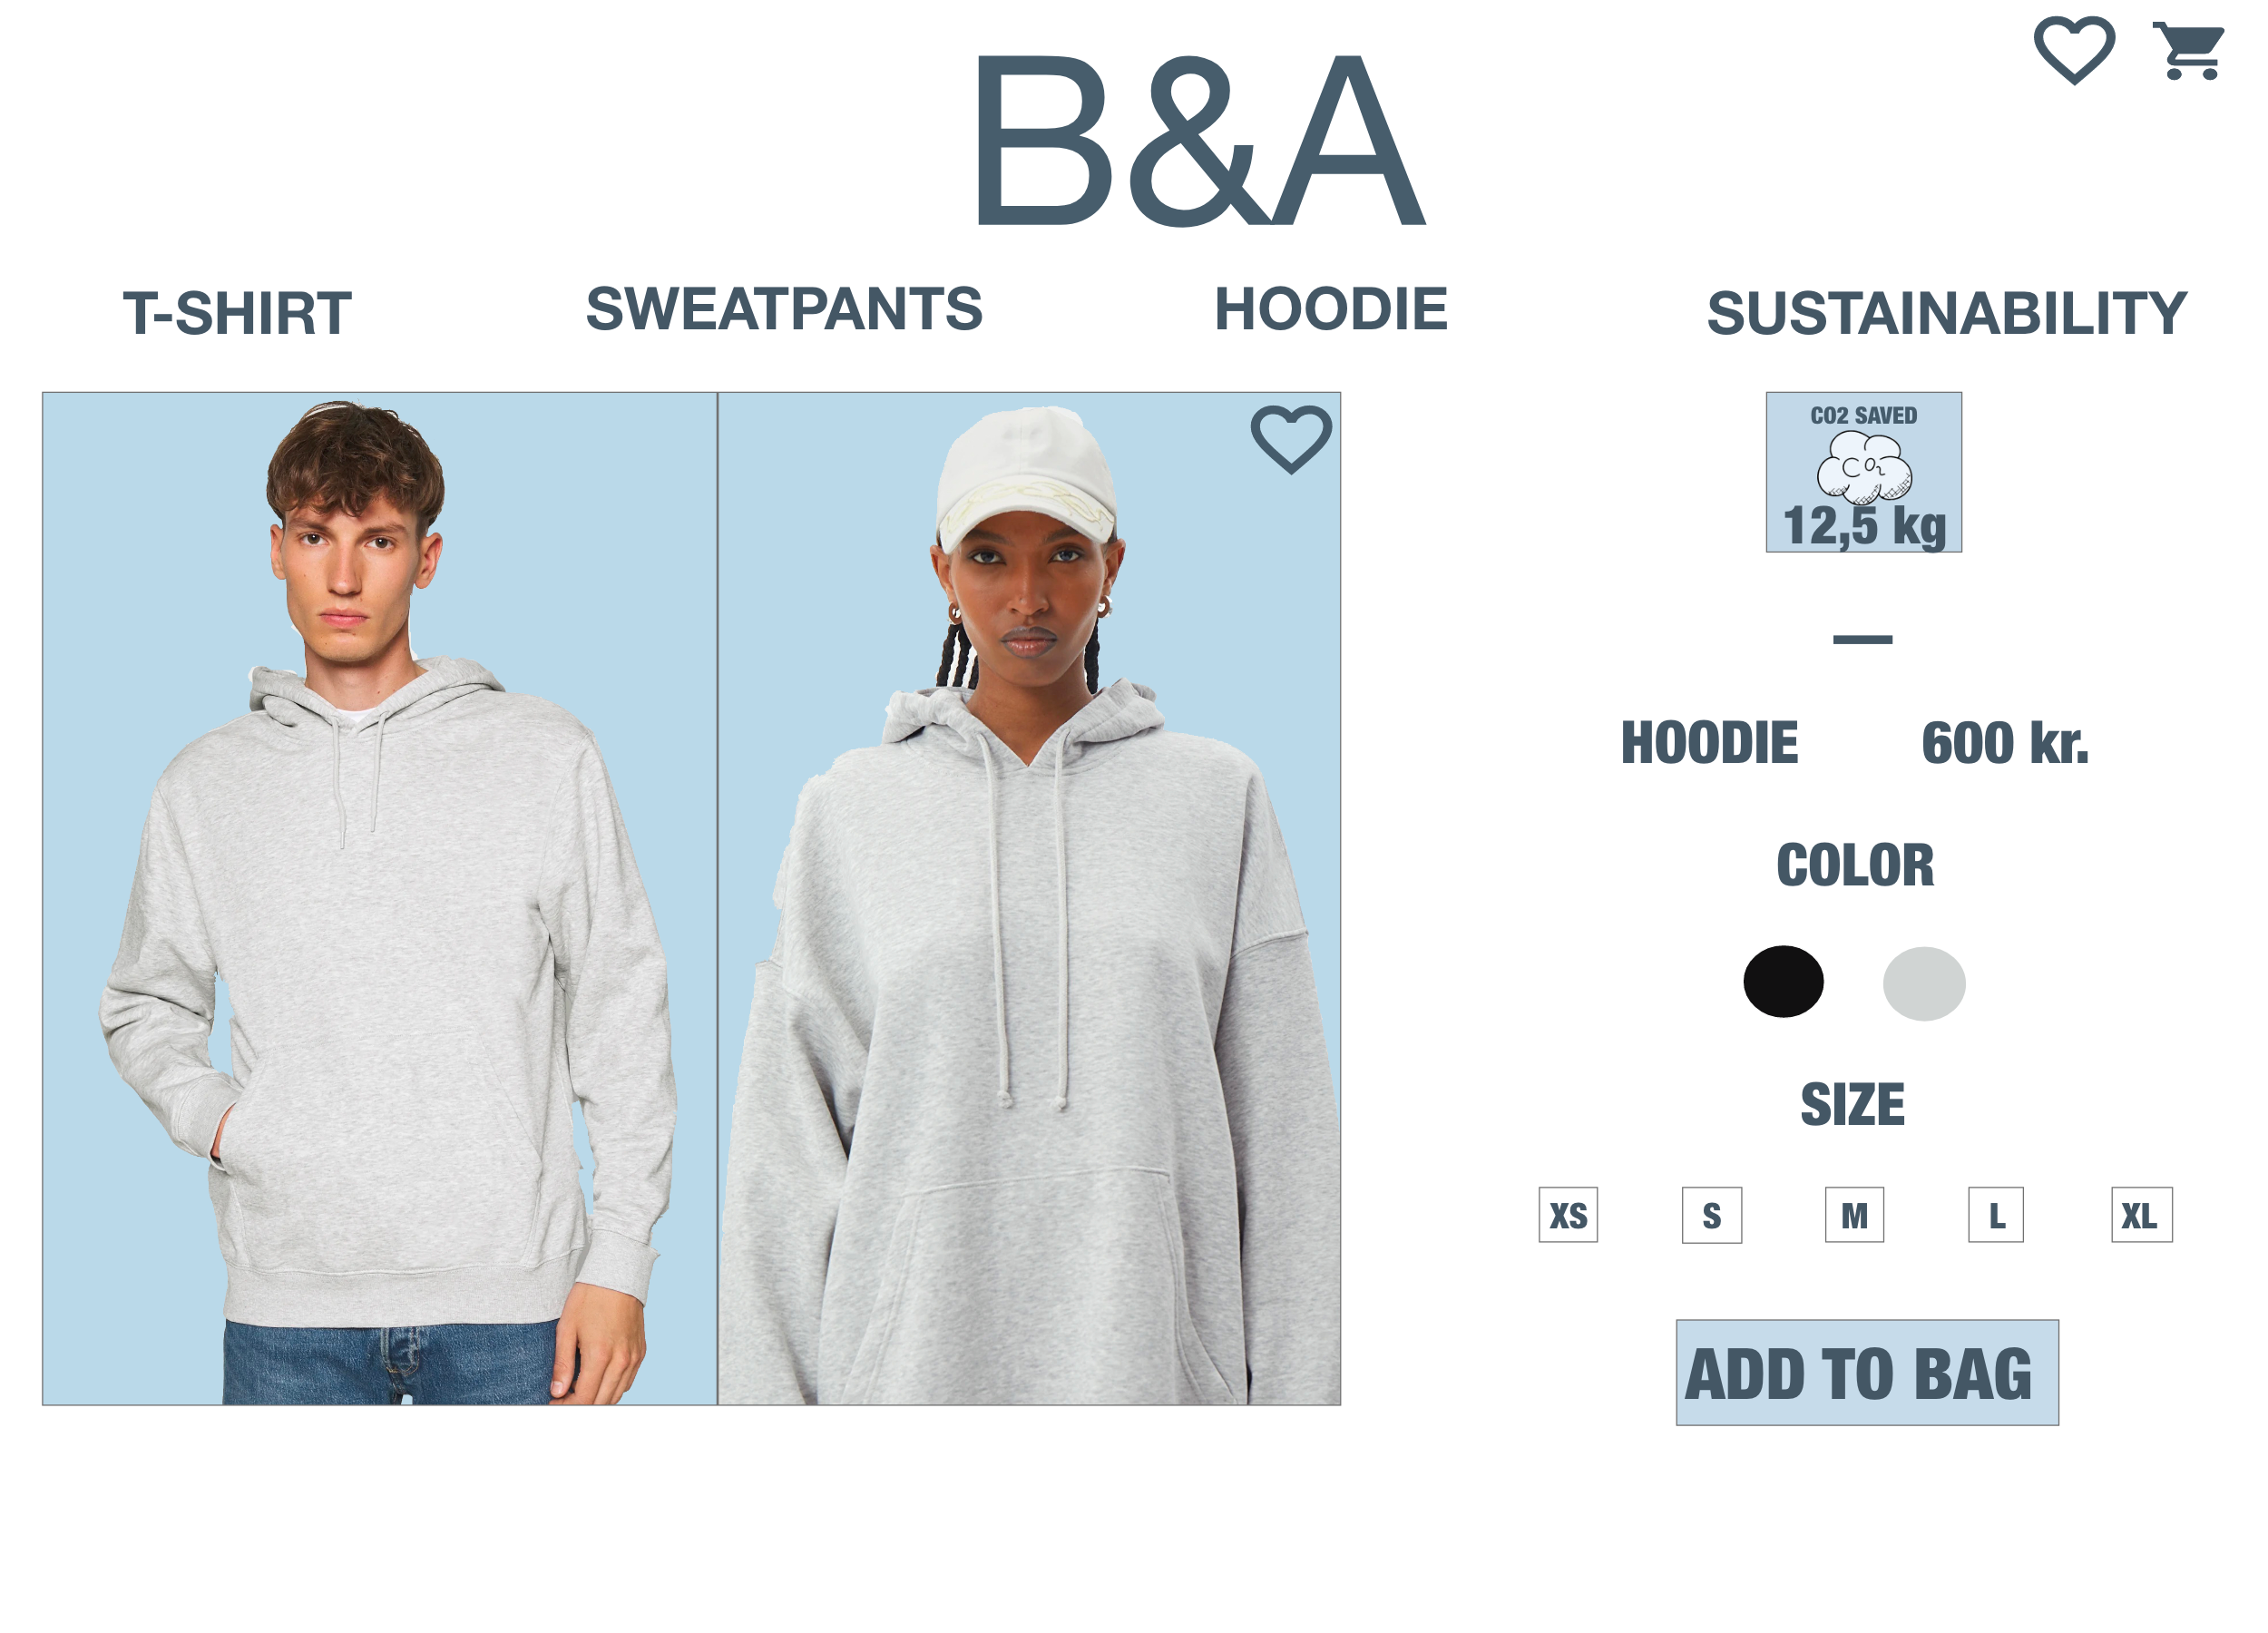 B&A
T-SHIRT
SWEATPANTS
HOODIE
SUSTAINABILITY
CO2 SAVED
CO2
12,5 kg
HOODIE
600 kr.
COLOR
SIZE
XS
S
M
L
XL
ADD TO BAG